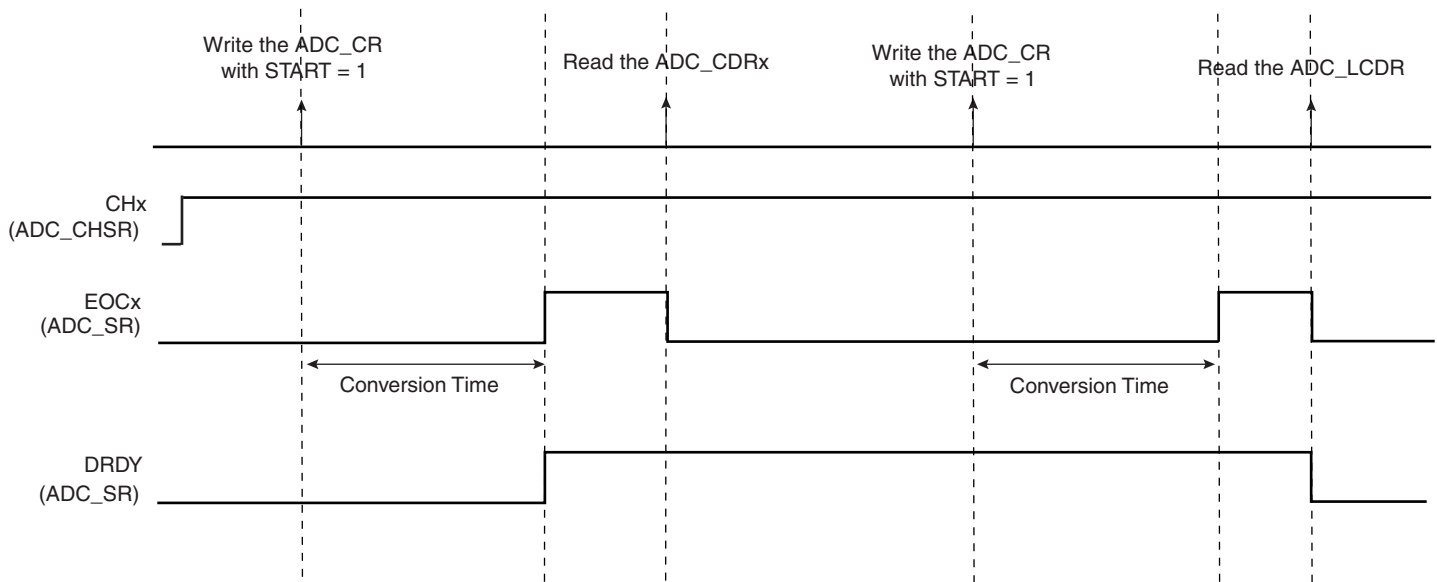 Write the ADC_CR
with START = 1
Read the ADC_CDRx
Write the ADC_CR
with START = 1
Read the ADC_LCDR
CHx
(ADC_CHSR)
EOCx
(ADC_SR)
Conversion Time
Conversion Time
DRDY
(ADC_SR)